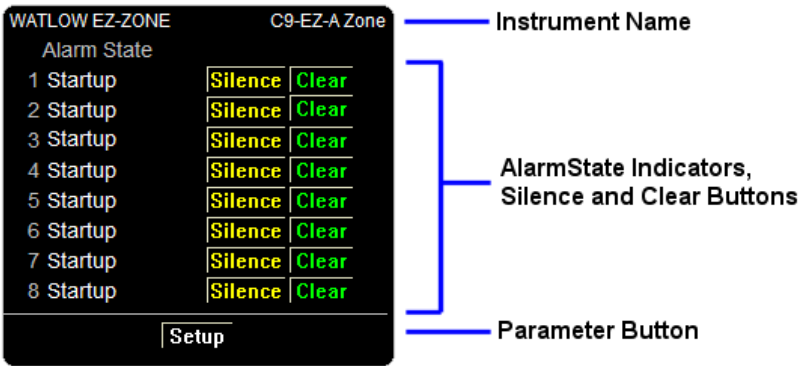 WATLOW EZ-ZONE C9-EZ-A Zone Instrument Name
Alarm State
1 Startup Silence Clear
2 Startup Silence Clear
3 Startup Silence Clear
4 Startup Silence Clear
5 Startup Silence Clear
6 Startup Silence Clear
7 Startup Silence Clear
8 Startup Silence Clear
AlarmState Indicators,
Silence and Clear Buttons
Setup Parameter Button